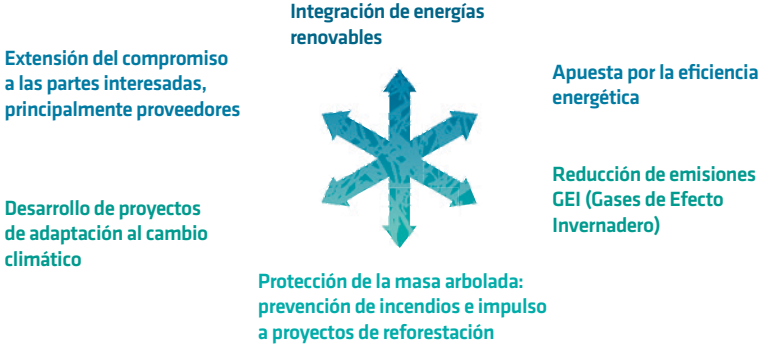 Integración de energías
renovables
Extensión del compromiso
a las partes interesadas,
principalmente proveedores
Apuesta por la eficiencia
energética
Desarrollo de proyectos
de adaptación al cambio
climático
Reducción de emisiones
GEI (Gases de Efecto
Invernadero)
Protección de la masa arbolada:
prevención de incendios e impulso
a proyectos de reforestación